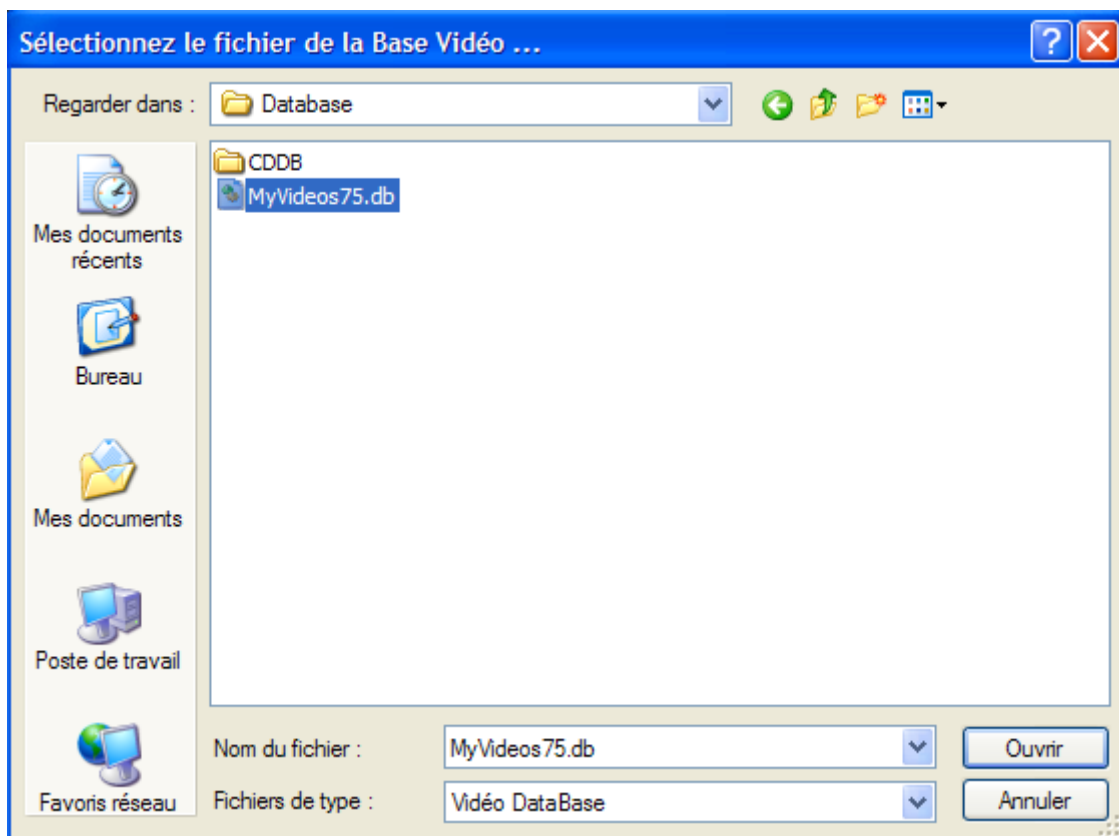 Sélectionnez le fichier de la Base Vidéo ...
Regarder dans :
Database
CDDB
MyVideos75.db
Mes documents
récents
Bureau
Mes documents
Poste de travail
Favoris réseau
Nom du fichier :
MyVideos75.db
Ouvrir
Fichiers de type :
Vidéo DataBase
Annuler